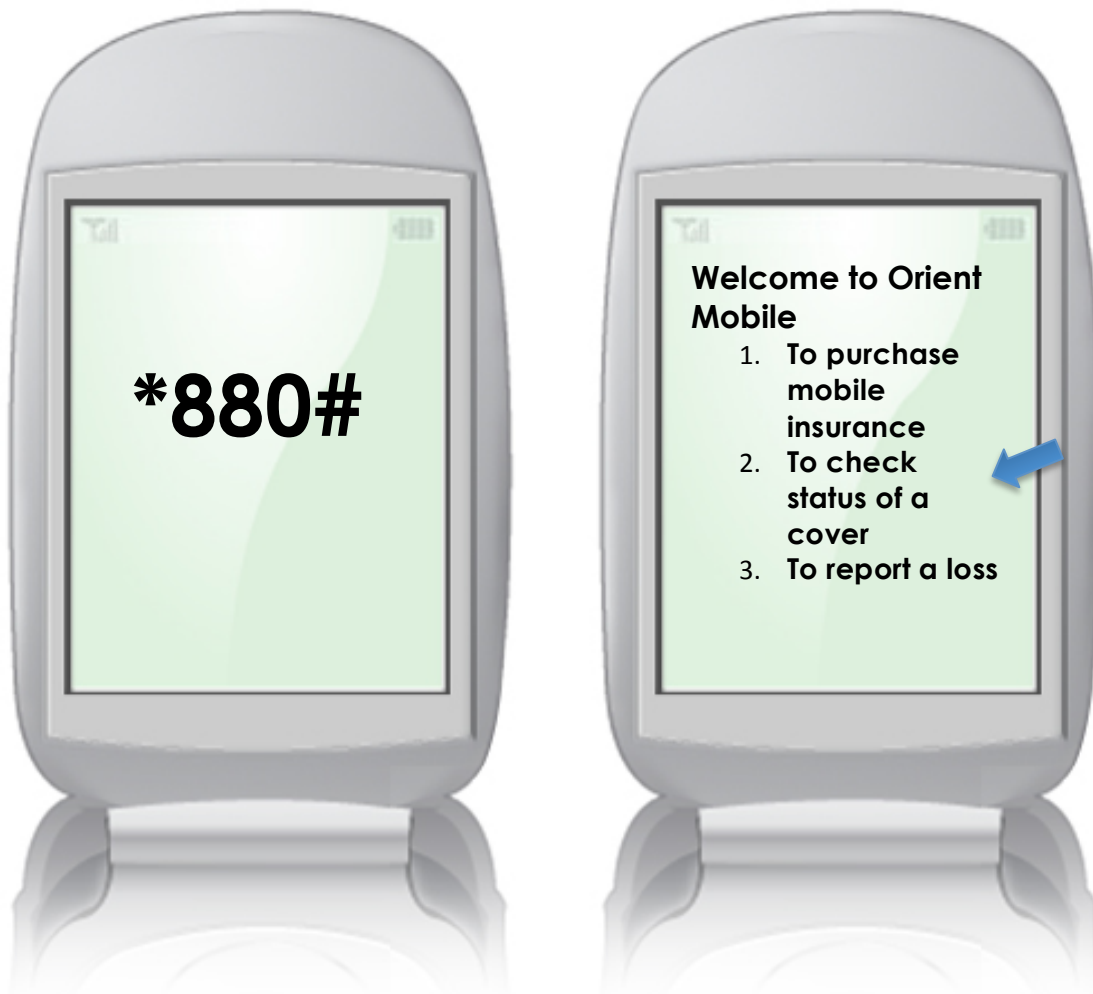 *880#
Welcome to Orient
Mobile
1. To purchase
mobile
insurance
2. To check
status of a
cover
3. To report a loss